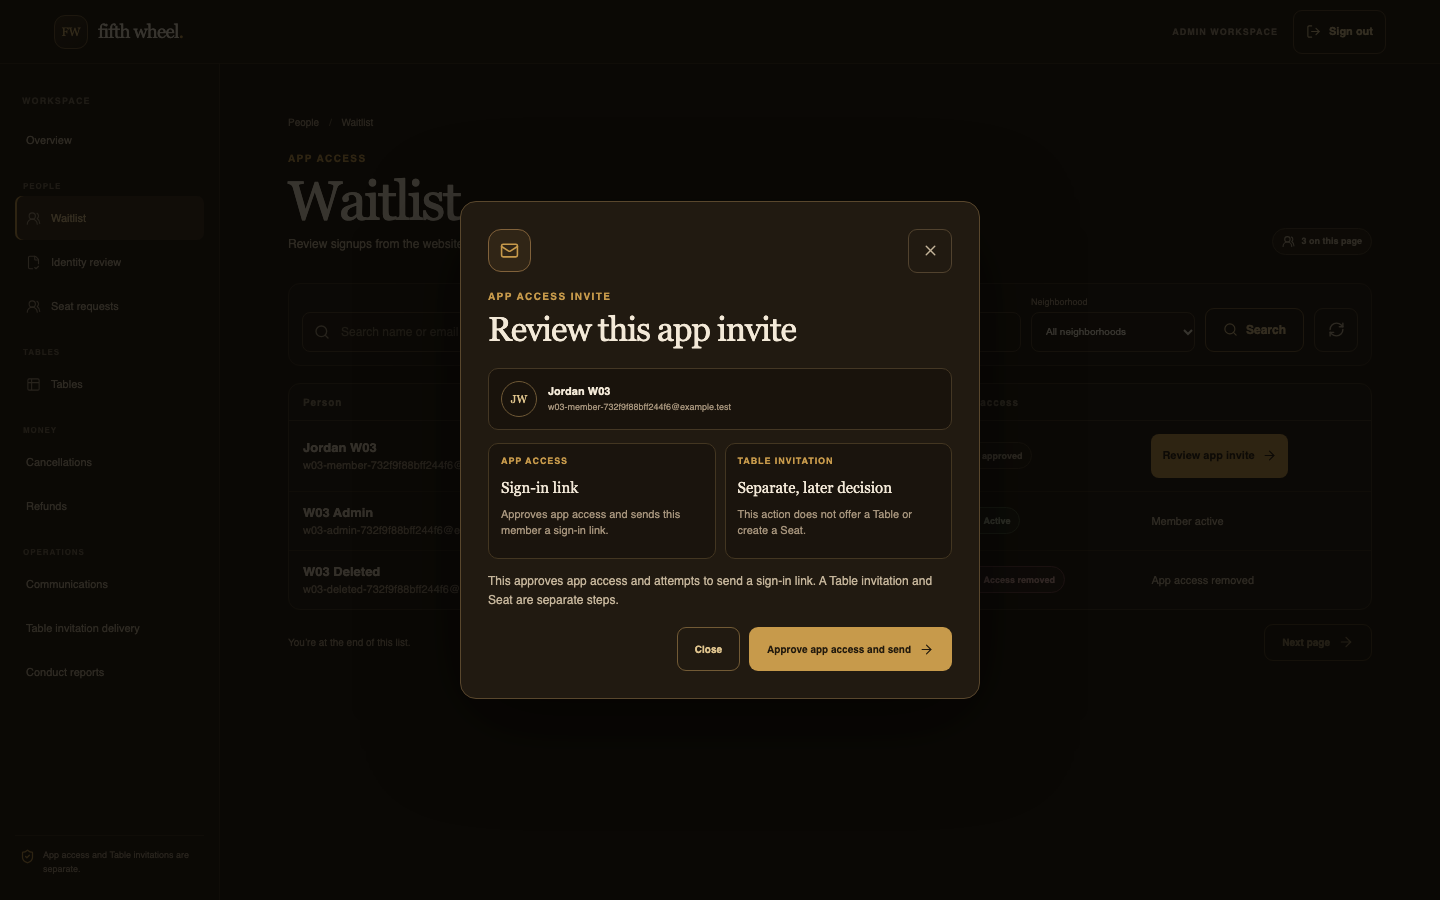 FW
fifth wheel.
ADMIN WORKSPACE
Sign out
WORKSPACE
Overview
PEOPLE
Waitlist
Identity review
Seat requests
TABLES
Tables
MONEY
Cancellations
Refunds
OPERATIONS
Communications
Table invitation delivery
Conduct reports
App access and Table invitations are
separate.
People / Waitlist
APP ACCESS
Waitlist
Review signups from the website
3 on this page
Search name or email
Neighborhood
All neighborhoods
Search
Person
access
Jordan W03
w03-member-732f9f88bff244f6@
approved
Review app invite
W03 Admin
w03-admin-732f9f88bff244f6@e
Active
Member active
W03 Deleted
w03-deleted-732f9f88bff244f6@
Access removed
App access removed
You're at the end of this list.
Next page
APP ACCESS INVITE
Review this app invite
JW
Jordan W03
w03-member-732f9f88bff244f6@example.test
APP ACCESS
Sign-in link
Approves app access and sends this
member a sign-in link.
TABLE INVITATION
Separate, later decision
This action does not offer a Table or
create a Seat.
This approves app access and attempts to send a sign-in link. A Table invitation and
Seat are separate steps.
Close
Approve app access and send